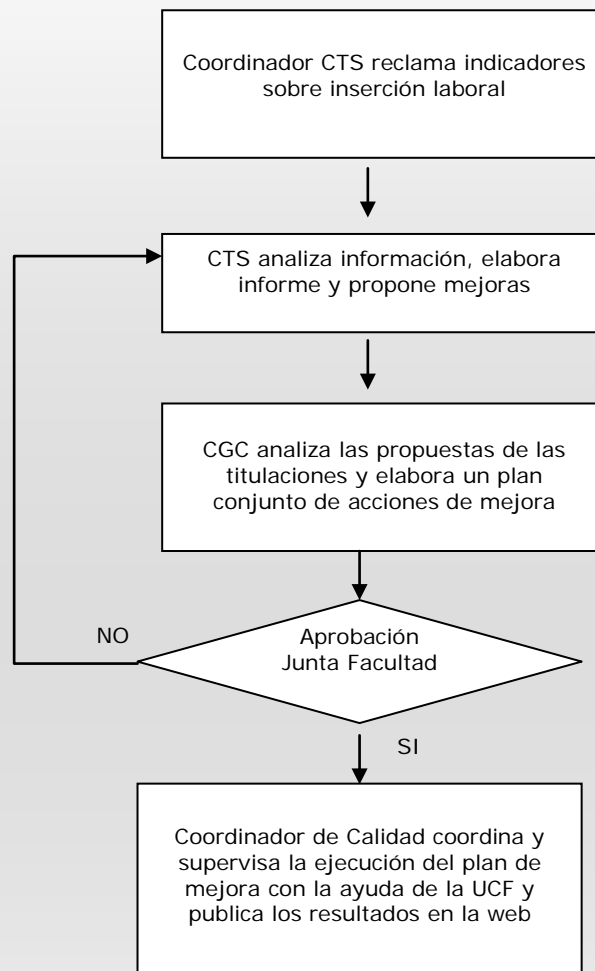 Coordinador CTS reclama indicadores
sobre inserción laboral
CTS analiza información, elabora
informe y propone mejoras
CGC analiza las propuestas de las
titulaciones y elabora un plan
conjunto de acciones de mejora
NO
Aprobación
Junta Facultad
SI
Coordinador de Calidad coordina y
supervisa la ejecución del plan de
mejora con la ayuda de la UCF y
publica los resultados en la web